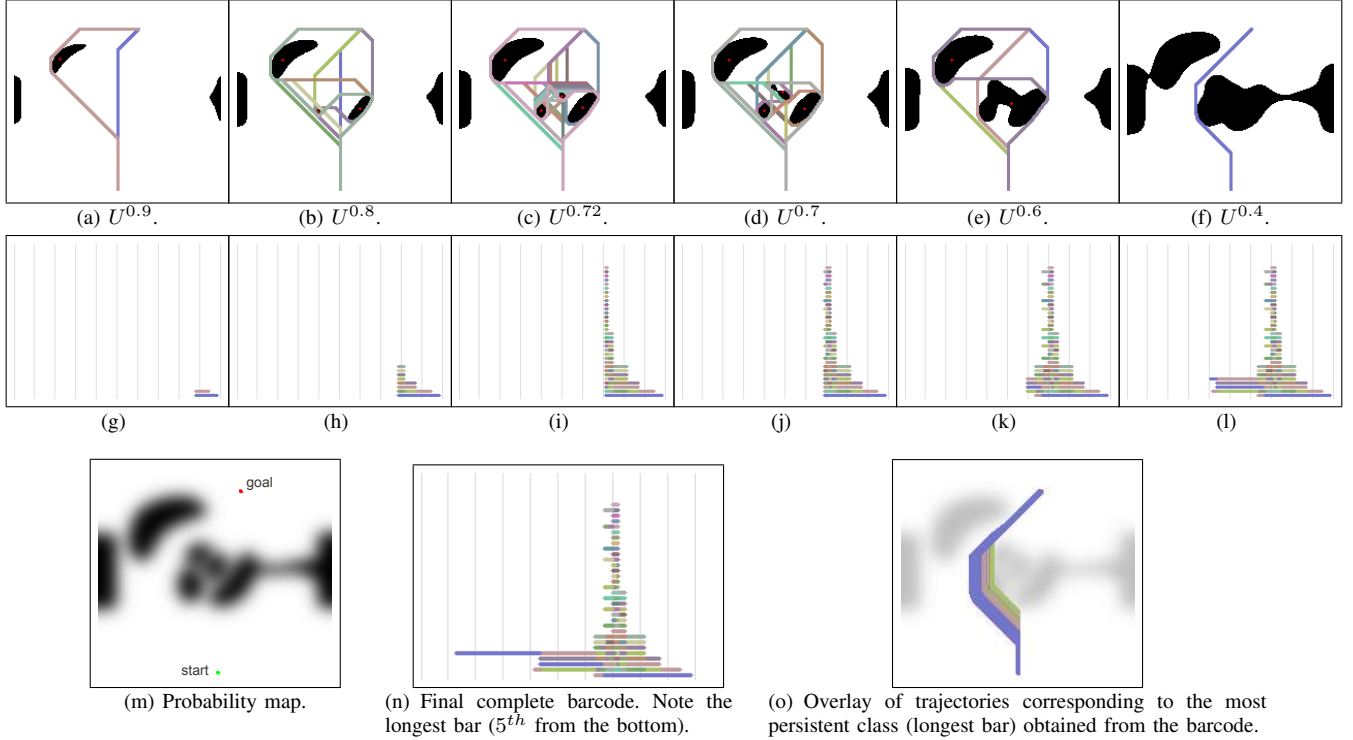 (a) U^{0.9}.
(b) U^{0.8}.
(c) U^{0.72}.
(d) U^{0.7}.
(e) U^{0.6}.
(f) U^{0.4}.
(g)
(h)
(i)
(j)
(k)
(l)
goal
start
(m) Probability map.
(n) Final complete barcode. Note the
longest bar (5^{th} from the bottom).
(o) Overlay of trajectories corresponding to the most
persistent class (longest bar) obtained from the barcode.